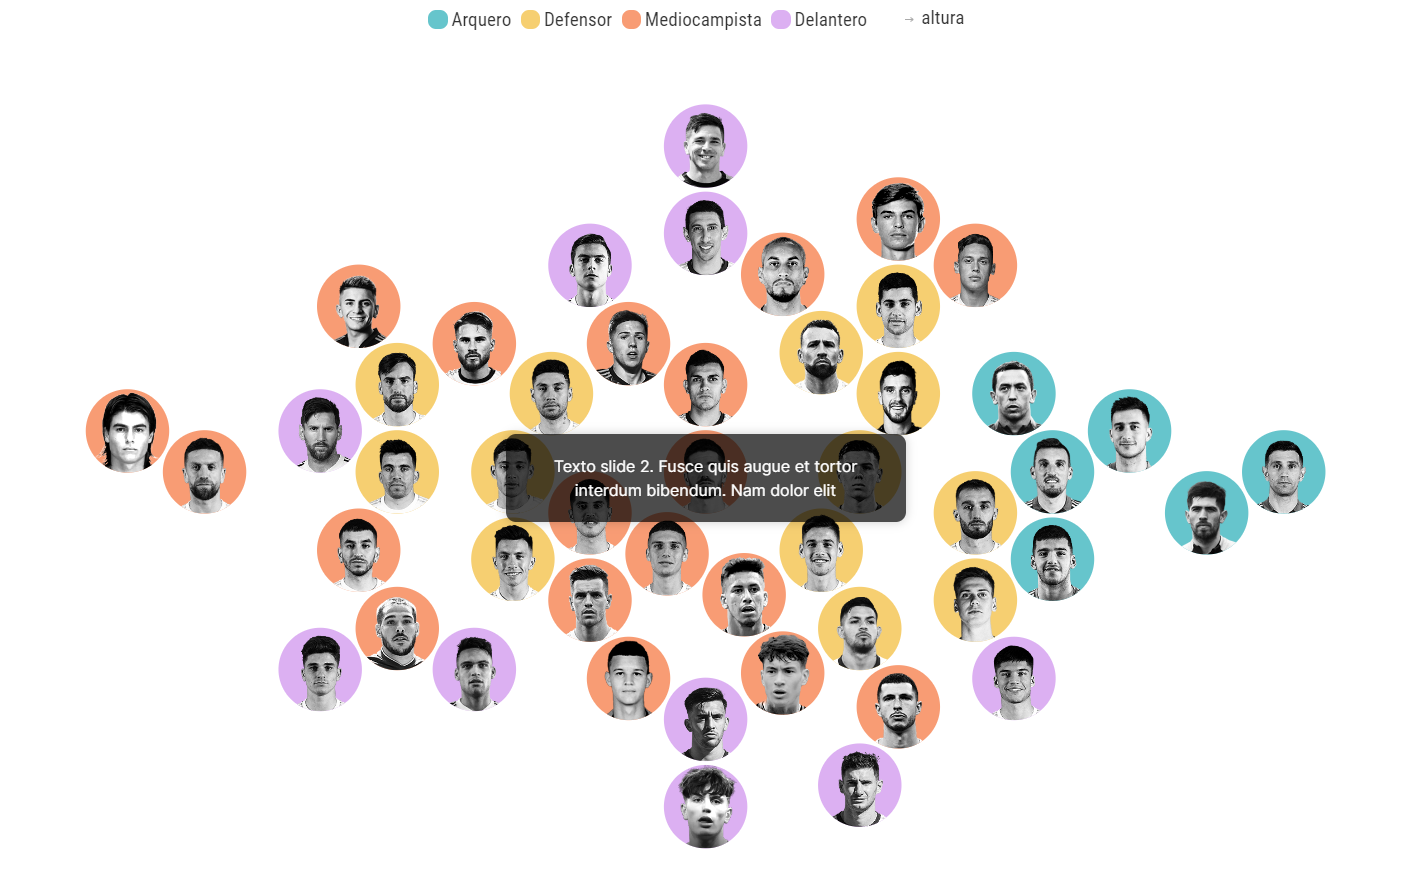 Arquero Defensor Mediocampista Delantero → altura
Texto slide 2. Fusce quis augue et tortor
interdum bibendum. Nam dolor elit